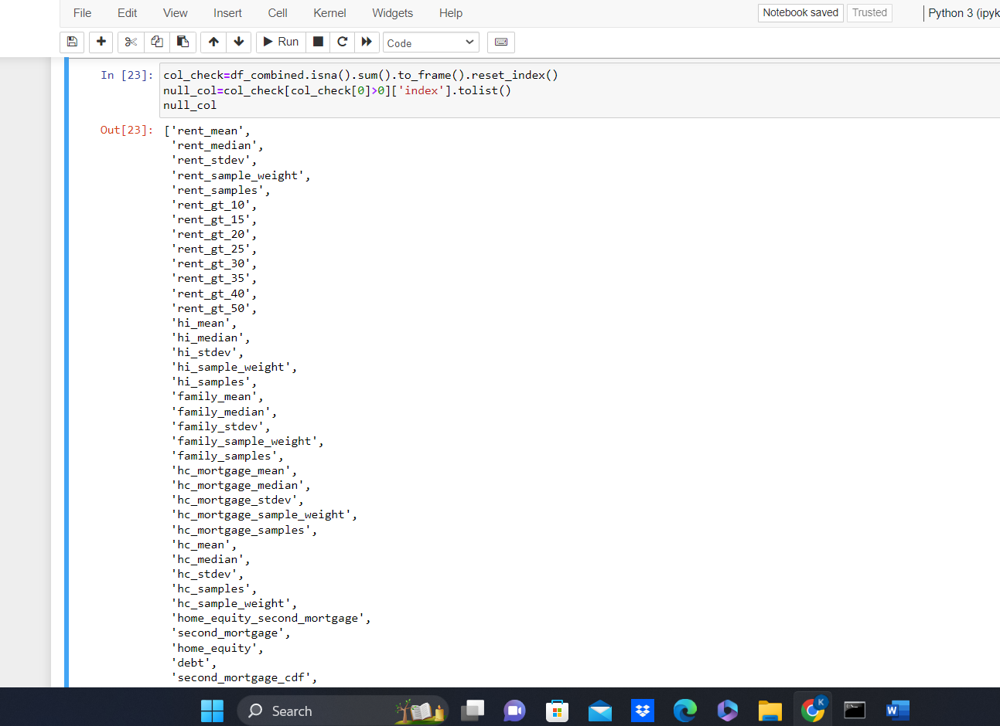 File Edit View Insert Cell Kernel Widgets Help Notebook saved Trusted Python 3 (ipyk
Run Code
In [23]: col_check=df_combined.isna().sum().to_frame().reset_index()
null_col=col_check[col_check[0]>0]['index'].tolist()
null_col
Out[23]: ['rent_mean',
'rent_median',
'rent_stdev',
'rent_sample_weight',
'rent_samples',
'rent_gt_10',
'rent_gt_15',
'rent_gt_20',
'rent_gt_25',
'rent_gt_30',
'rent_gt_35',
'rent_gt_40',
'rent_gt_50',
'hi_mean',
'hi_median',
'hi_stdev',
'hi_sample_weight',
'hi_samples',
'family_mean',
'family_median',
'family_stdev',
'family_sample_weight',
'family_samples',
'hc_mortgage_mean',
'hc_mortgage_median',
'hc_mortgage_stdev',
'hc_mortgage_sample_weight',
'hc_mortgage_samples',
'hc_mean',
'hc_median',
'hc_stdev',
'hc_samples',
'hc_sample_weight',
'home_equity_second_mortgage',
'second_mortgage',
'home_equity',
'debt',
'second_mortgage_cdf',
Search K W